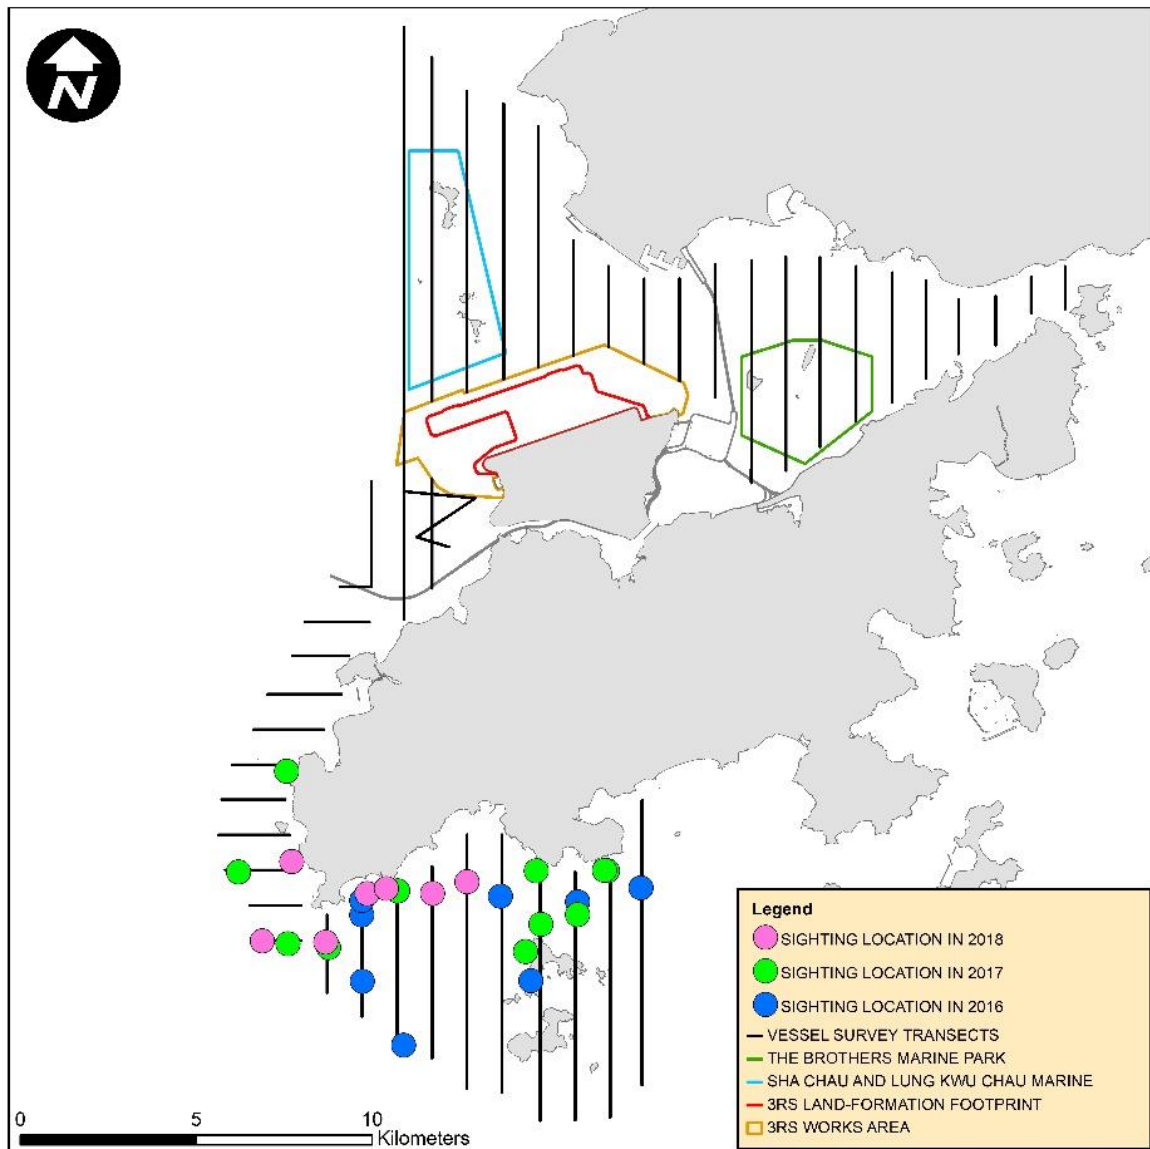 N
Legend
SIGHTING LOCATION IN 2018
SIGHTING LOCATION IN 2017
SIGHTING LOCATION IN 2016
VESSEL SURVEY TRANSECTS
THE BROTHERS MARINE PARK
SHA CHAU AND LUNG KWU CHAU MARINE
3RS LAND-FORMATION FOOTPRINT
3RS WORKS AREA
0 5 10
Kilometers